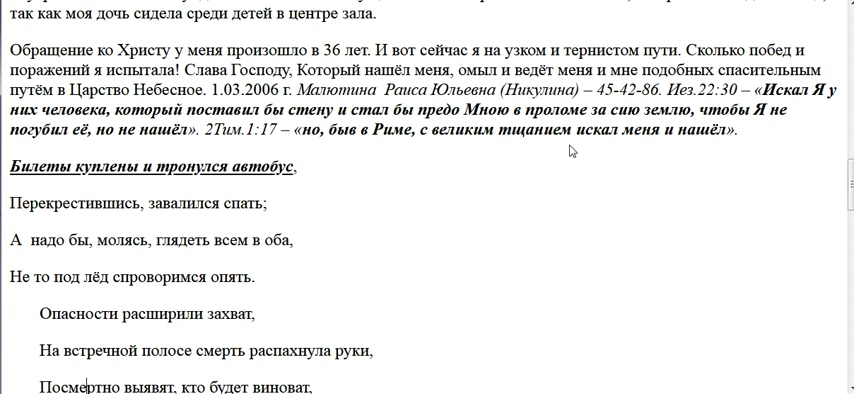 так как моя дочь сидела среди детей в центре зала.
Обращение ко Христу у меня произошло в 36 лет. И вот сейчас я на узком и тернистом пути. Сколько побед и
поражений я испытала! Слава Господу, Который нашёл меня, омыл и ведёт меня и мне подобных спасительным
путём в Царство Небесное. 1.03.2006 г. Малютина Раиса Юльевна (Никулина) – 45-42-86. Иез.22:30 – «Искал Я у
них человека, который поставил бы стену и стал бы предо Мною в проломе за сию землю, чтобы Я не
погубил её, но не нашёл». 2Тим.1:17 – «но, быв в Риме, с великим тщанием искал меня и нашёл».
Билеты куплены и тронулся автобус,
Перекрестившись, завалился спать;
А надо бы, молясь, глядеть всем в оба,
Не то под лёд спроворимся опять.
Опасности расширили захват,
На встречной полосе смерть распахнула руки,
Посмертно выявят, кто будет виноват,